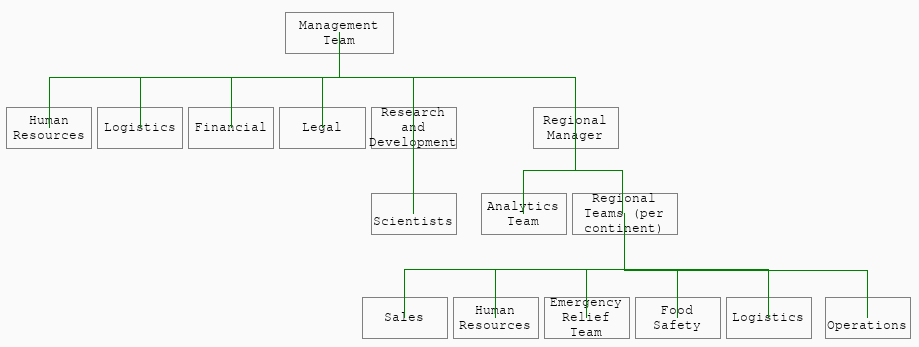 Management
Team
Human
Resources
Logistics
Financial
Legal
Research
and
Development
Regional
Manager
Scientists
Analytics
Team
Regional
Teams (per
continent)
Sales
Human
Resources
Emergency
Relief
Team
Food
Safety
Logistics
Operations